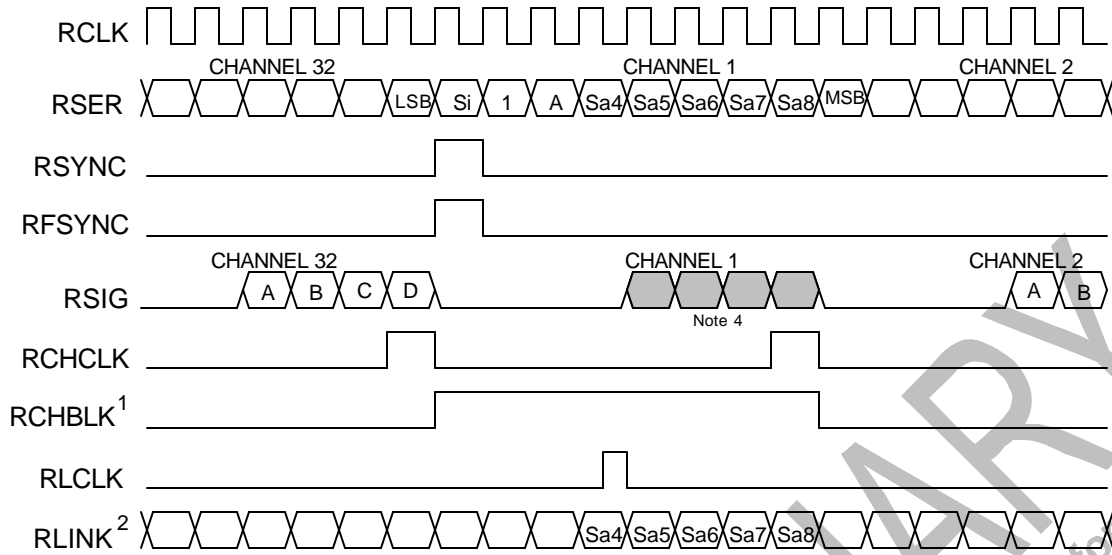 RCLK
CHANNEL 32 CHANNEL 1 CHANNEL 2
RSER LSB Si 1 A Sa4 Sa5 Sa6 Sa7 Sa8 MSB
RSYNC
RFSYNC
CHANNEL 32 CHANNEL 1 CHANNEL 2
RSIG A B C D A B
Note 4
RCHCLK
RCHBLK1
RLCLK
RLINK2 Sa4 Sa5 Sa6 Sa7 Sa8